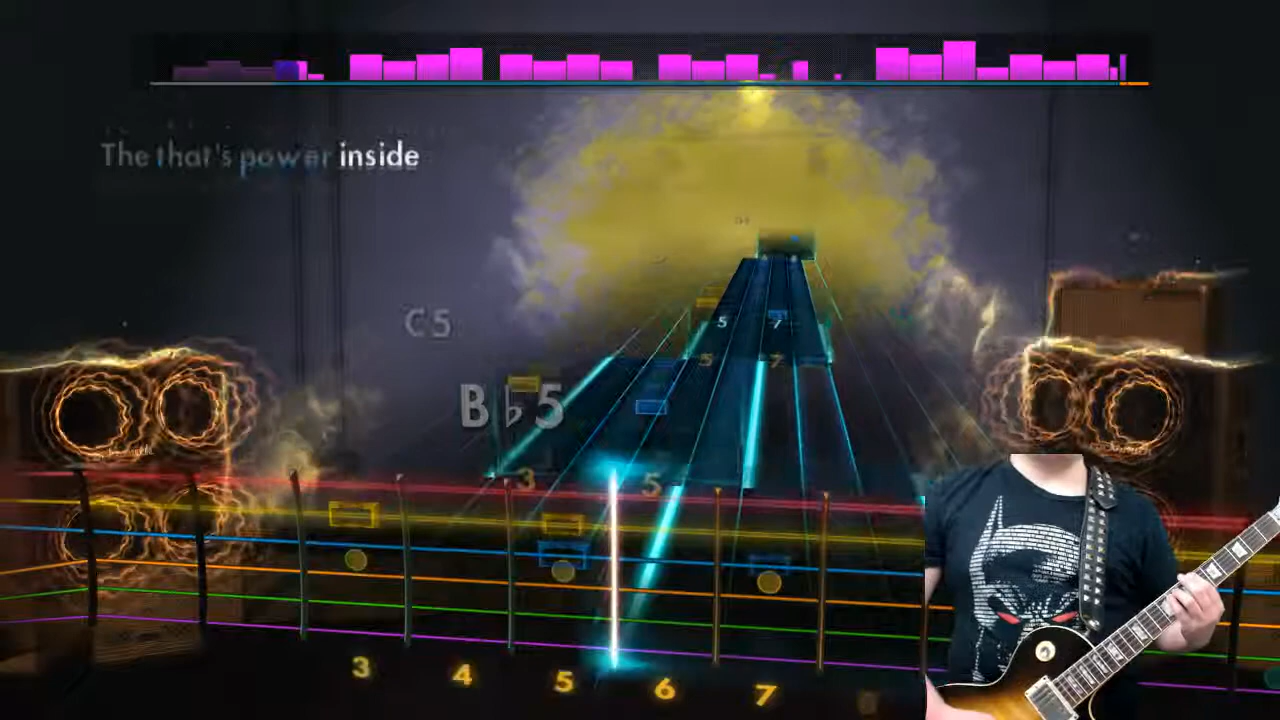 The that's power inside
C5
B♭5
5 7
5 7
3 5
3 4 5 6 7